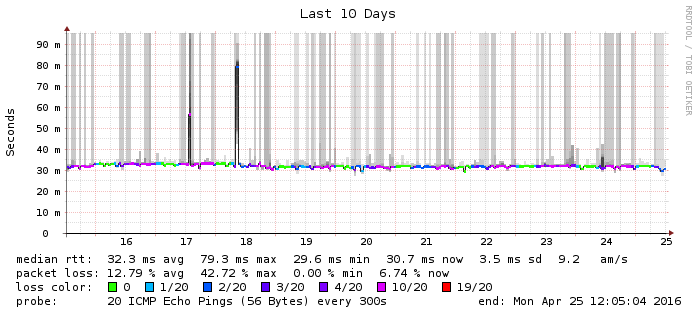 Last 10 Days
RRDTOOL / TOBI OETIKER
Seconds
90 m
80 m
70 m
60 m
50 m
40 m
30 m
20 m
10 m
0
16 17 18 19 20 21 22 23 24 25
median rtt: 32.3 ms avg 79.3 ms max 29.6 ms min 30.7 ms now 3.5 ms sd 9.2 am/s
packet loss: 12.79 % avg 42.72 % max 0.00 % min 6.74 % now
loss color: 0 1/20 2/20 3/20 4/20 10/20 19/20
probe: 20 ICMP Echo Pings (56 Bytes) every 300s end: Mon Apr 25 12:05:04 2016